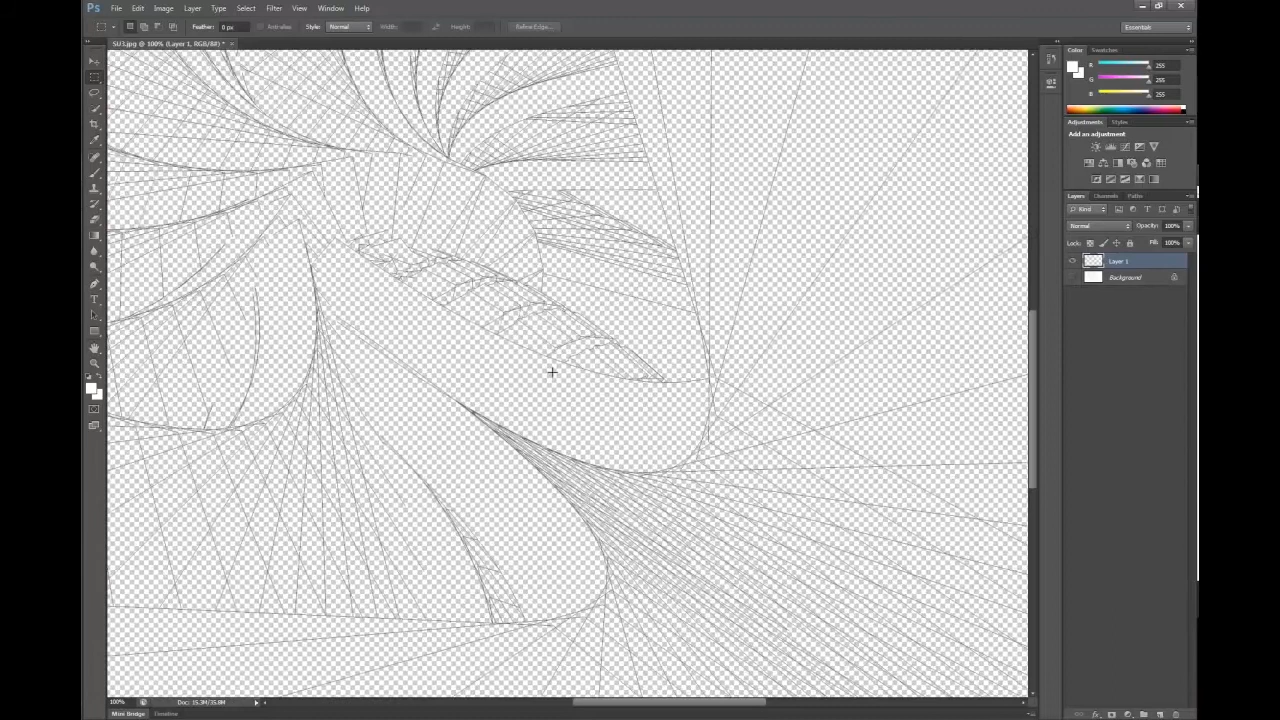 Ps File Edit Image Layer Type Select Filter View Window Help
Feather: 0 px Anti-alias Style: Normal Width: Height: Refine Edge... Essentials
SU3.jpg @ 100% (Layer 1, RGB/8#) * ×
Color Swatches
R 255
G 255
B 255
Adjustments Styles
Add an adjustment
Layers Channels Paths
Kind
Normal Opacity: 100%
Lock: Fill: 100%
Layer 1
Background
T
100% Doc: 15.3M/35.8M
Mini Bridge Timeline